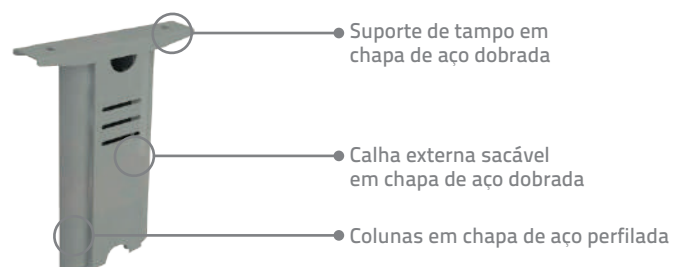 Suporte de tampo em
chapa de aço dobrada
Calha externa sacável
em chapa de aço dobrada
Colunas em chapa de aço perfilada